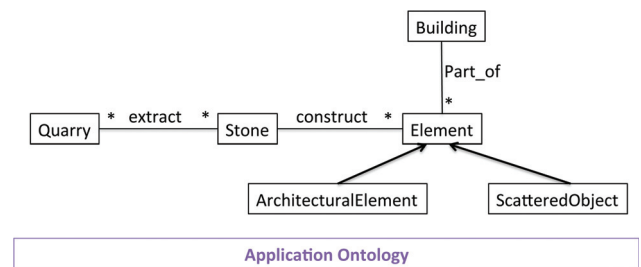 Building
Part_of
*
Quarry * extract * Stone construct * Element
ArchitecturalElement ScatteredObject
Application Ontology